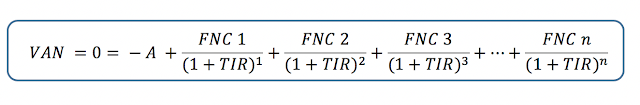 VAN = 0 = − A + FNC 1 / (1 + TIR)¹ + FNC 2 / (1 + TIR)² + FNC 3 / (1 + TIR)³ + ⋯ + FNC n / (1 + TIR)ⁿ